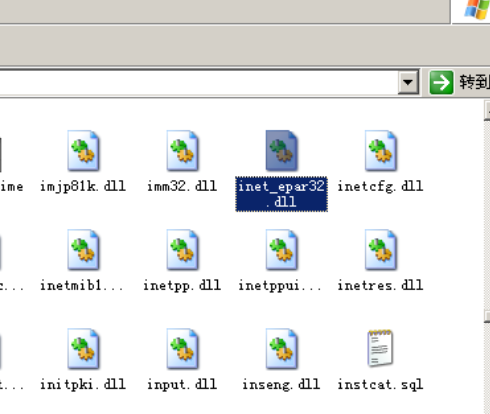 转到
ime imjp81k.dll imm32.dll inet_epar32
.dll inetcfg.dll
c... inetmib1... inetpp.dll inetppui... inetres.dll
t... initpki.dll input.dll inseng.dll instcat.sql